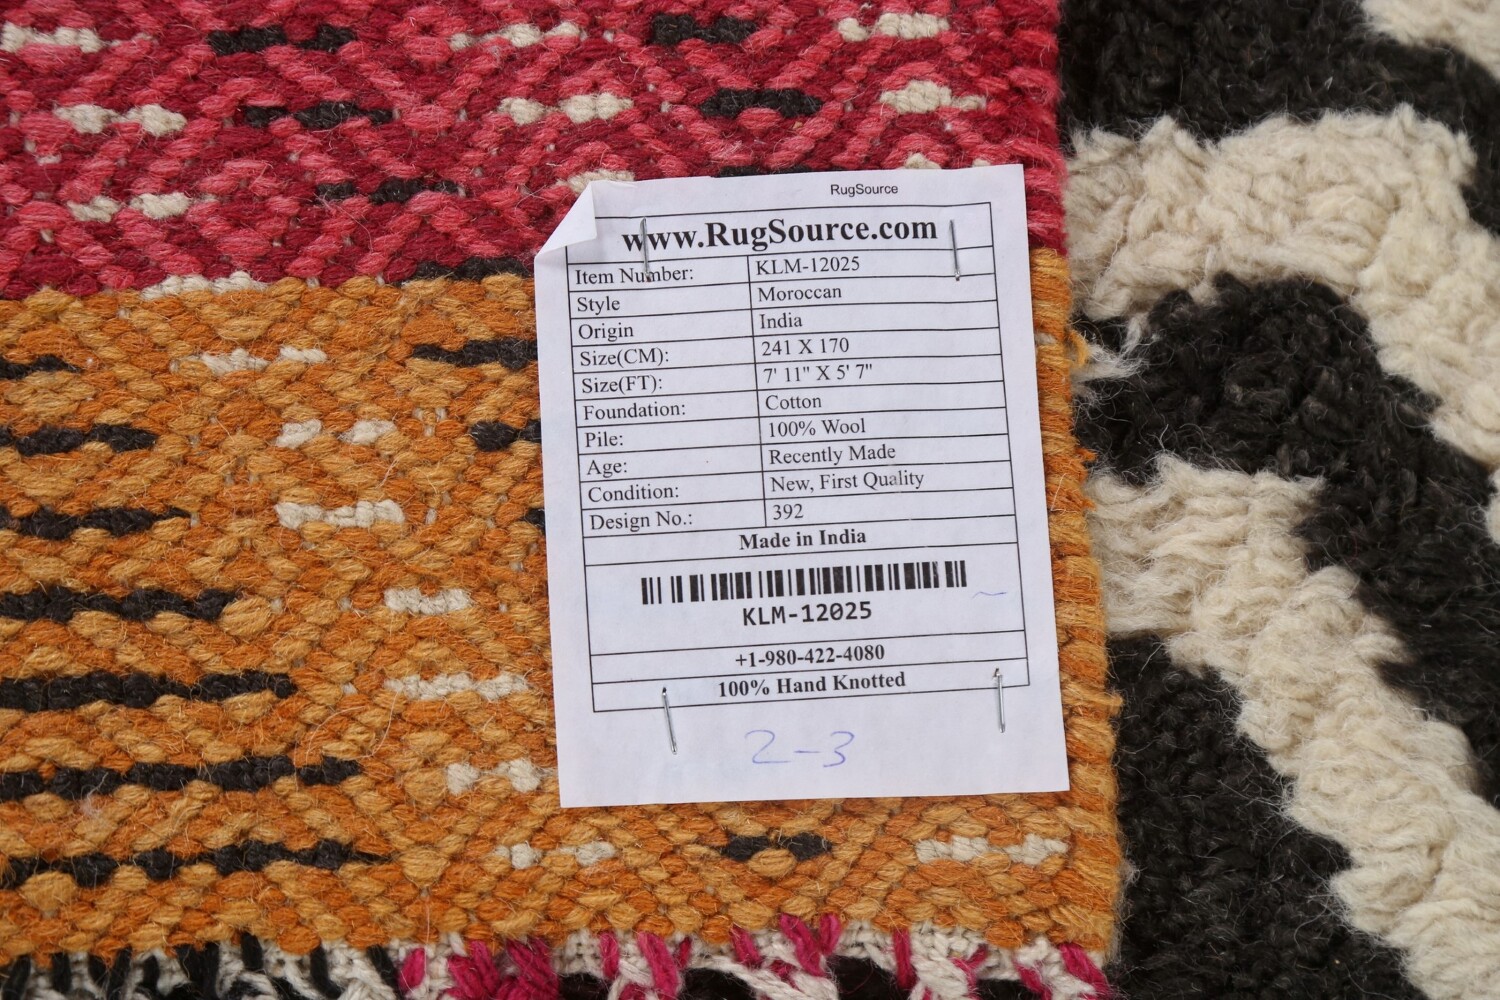 RugSource
www.RugSource.com
Item Number: KLM-12025
Style Moroccan
Origin India
Size(CM): 241 X 170
Size(FT): 7' 11" X 5' 7"
Foundation: Cotton
Pile: 100% Wool
Age: Recently Made
Condition: New, First Quality
Design No.: 392
Made in India
KLM-12025
+1-980-422-4080
100% Hand Knotted
2-3